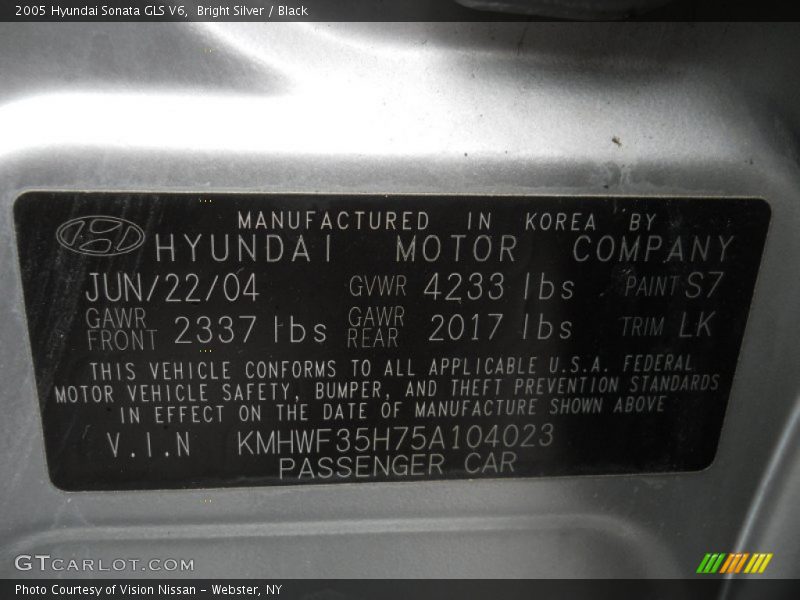 2005 Hyundai Sonata GLS V6,  Bright Silver / Black
MANUFACTURED IN KOREA BY
HYUNDAI MOTOR COMPANY
JUN/22/04 GVWR 4233 lbs PAINT S7
GAWR FRONT 2337 lbs GAWR REAR 2017 lbs TRIM LK
THIS VEHICLE CONFORMS TO ALL APPLICABLE U.S.A. FEDERAL
MOTOR VEHICLE SAFETY, BUMPER, AND THEFT PREVENTION STANDARDS
IN EFFECT ON THE DATE OF MANUFACTURE SHOWN ABOVE
V.I.N KMHWF35H75A104023
PASSENGER CAR
GTCARLOT.COM
Photo Courtesy of Vision Nissan - Webster, NY